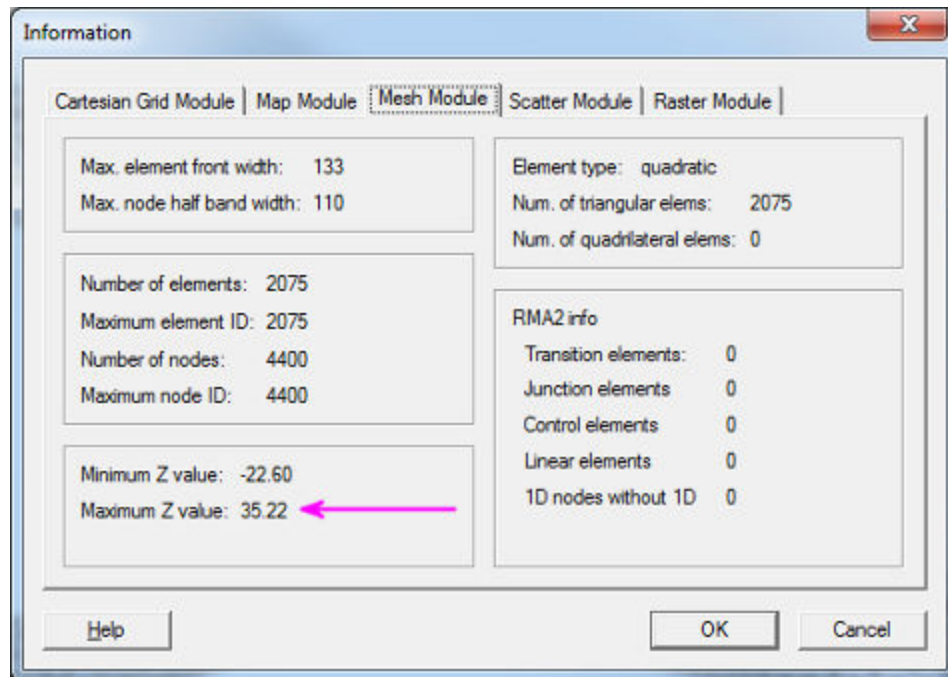 Information
Cartesian Grid Module Map Module Mesh Module Scatter Module Raster Module
Max. element front width: 133
Max. node half band width: 110
Number of elements: 2075
Maximum element ID: 2075
Number of nodes: 4400
Maximum node ID: 4400
Minimum Z value: -22.60
Maximum Z value: 35.22
Element type: quadratic
Num. of triangular elems: 2075
Num. of quadrilateral elems: 0
RMA2 info
Transition elements: 0
Junction elements 0
Control elements 0
Linear elements 0
1D nodes without 1D 0
Help OK Cancel